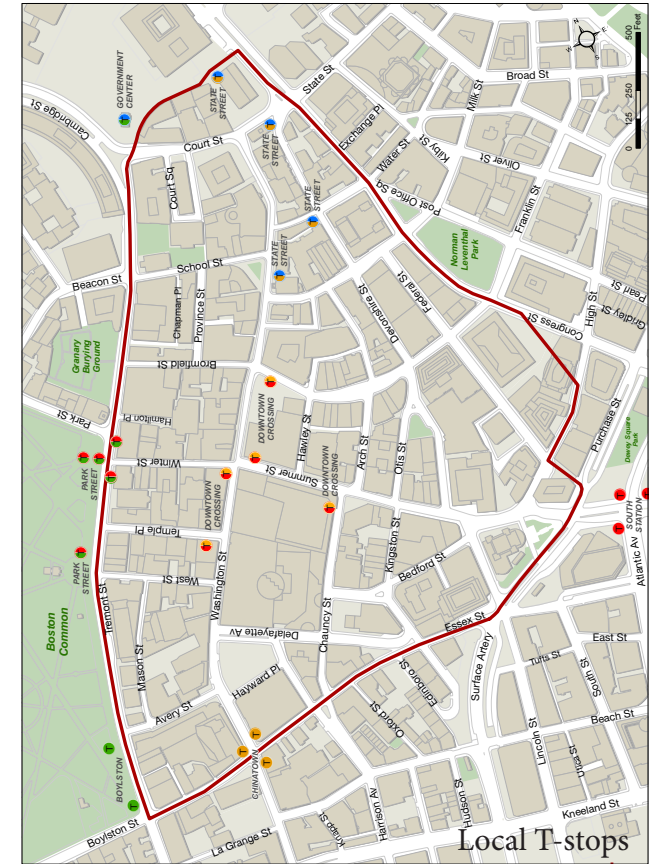 Cambridge St
GOVERNMENT
CENTER
T
STATE
STREET
T
State St
Broad St
N
E
S
W
500
Feet
250
125
0
Court St
STATE
STREET
T
Exchange Pl
Milk St
Court Sq
Water St
Kilby St
Oliver St
STATE
STREET
T
Post Office Sq
Franklin St
School St
STATE
STREET
T
Norman
Leventhal
Park
Beacon St
Chapman Pl
Province St
Devonshire St
Federal St
Congress St
High St
Pearl St
Gridley St
Granary
Burying
Ground
Bromfield St
Park St
Hamilton Pl
DOWNTOWN
CROSSING
T
Hawley St
Purchase St
Dewey Square
Park
PARK
STREET
T
Winter St
Summer St
DOWNTOWN
CROSSING
Arch St
Otis St
DOWNTOWN
CROSSING
T
Temple Pl
SOUTH
STATION
T
PARK
STREET
T
West St
Washington St
Kingston St
Bedford St
Atlantic Av
Boston
Common
Tremont St
Mason St
Delafayette Av
Chauncy St
Essex St
East St
Tufts St
South St
Surface Artery
Hayward Pl
Edinboro St
Avery St
Oxford St
Lincoln St
Utica St
Beach St
BOYLSTON
T
CHINATOWN
T
Harrison Av
Hudson St
Kneeland St
Knapp St
La Grange St
Boylston St
Local T-stops